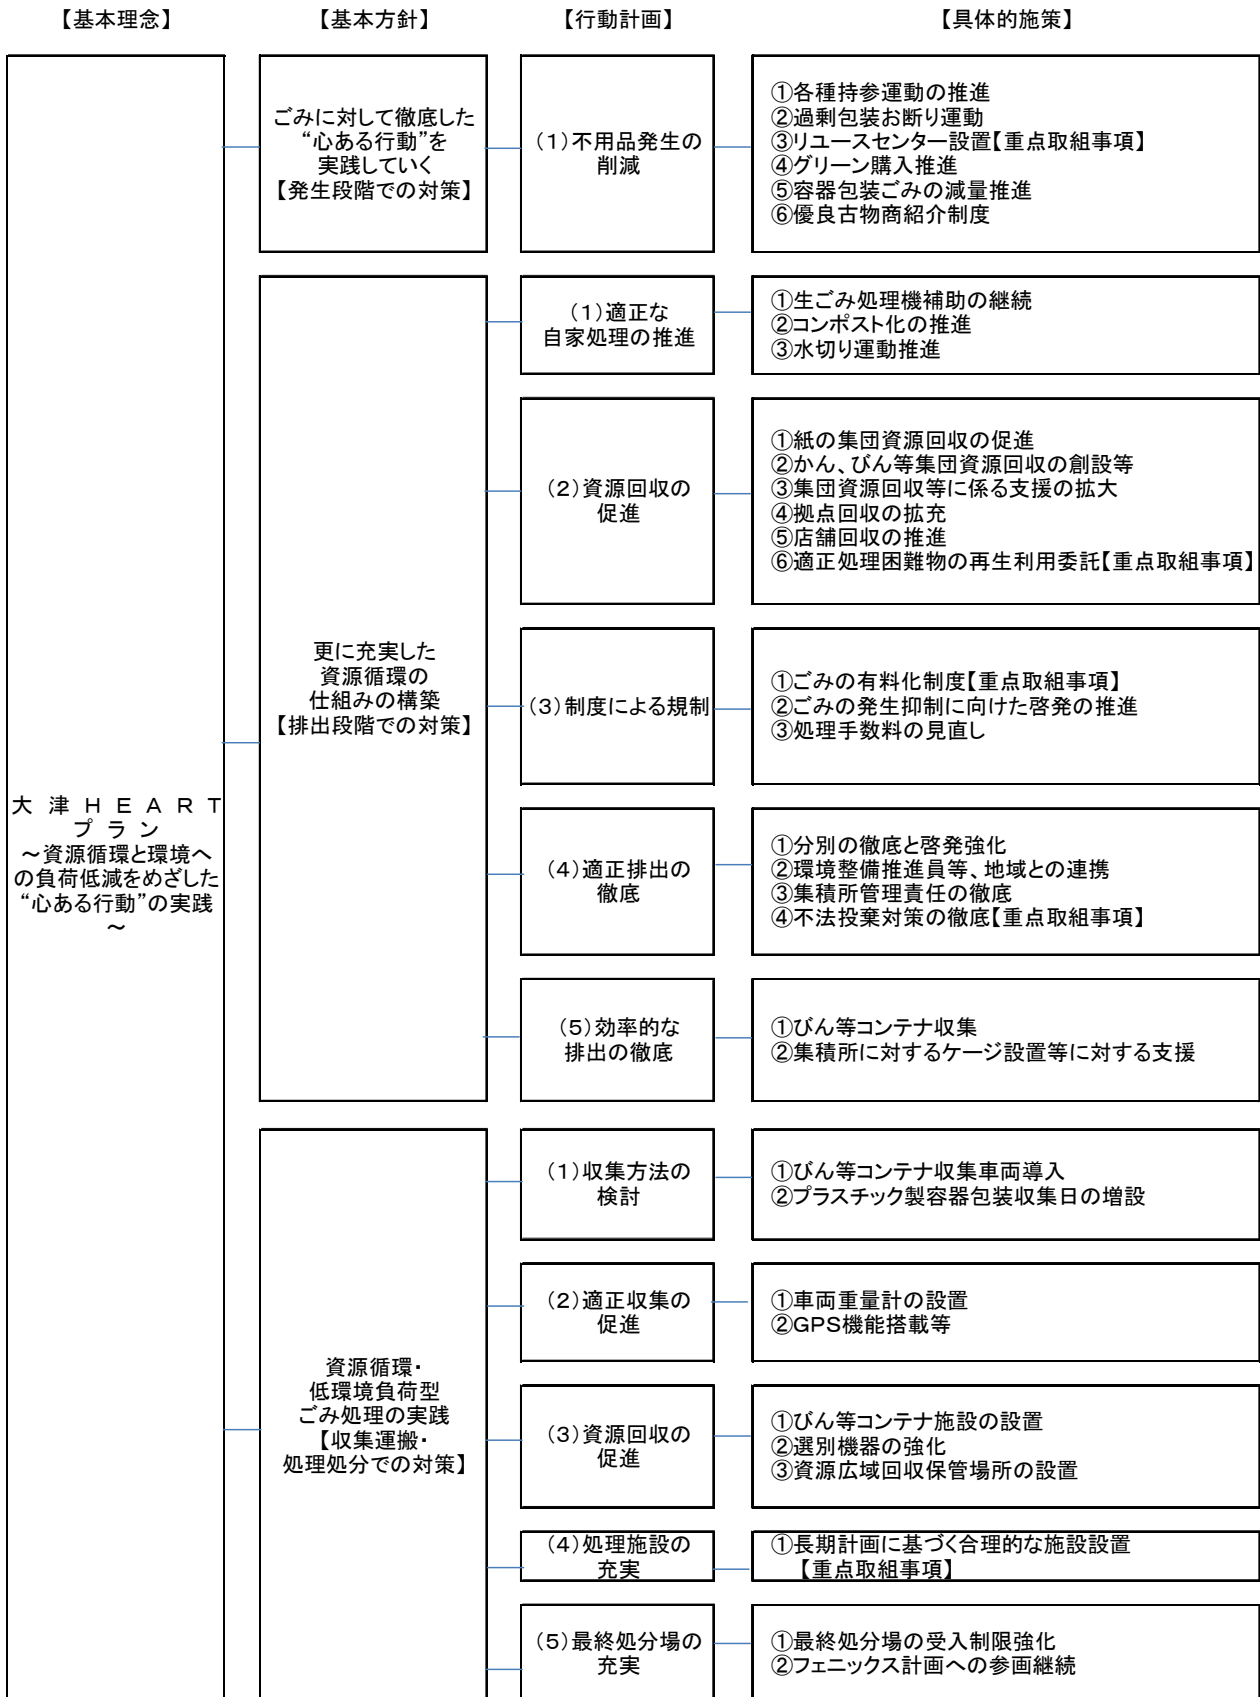 【基本理念】
【基本方針】
【行動計画】
【具体的施策】
大津HEART
プラン
～資源循環と環境へ
の負荷低減をめざした
“心ある行動”の実践
～
ごみに対して徹底した
“心ある行動”を
実践していく
【発生段階での対策】
(1)不用品発生の
削減
①各種持参運動の推進
②過剰包装お断り運動
③リユースセンター設置【重点取組事項】
④グリーン購入推進
⑤容器包装ごみの減量推進
⑥優良古物商紹介制度
更に充実した
資源循環の
仕組みの構築
【排出段階での対策】
(1)適正な
自家処理の推進
①生ごみ処理機補助の継続
②コンポスト化の推進
③水切り運動推進
(2)資源回収の
促進
①紙の集団資源回収の促進
②かん、びん等集団資源回収の創設等
③集団資源回収等に係る支援の拡大
④拠点回収の拡充
⑤店舗回収の推進
⑥適正処理困難物の再生利用委託【重点取組事項】
(3)制度による規制
①ごみの有料化制度【重点取組事項】
②ごみの発生抑制に向けた啓発の推進
③処理手数料の見直し
(4)適正排出の
徹底
①分別の徹底と啓発強化
②環境整備推進員等、地域との連携
③集積所管理責任の徹底
④不法投棄対策の徹底【重点取組事項】
(5)効率的な
排出の徹底
①びん等コンテナ収集
②集積所に対するケージ設置等に対する支援
資源循環・
低環境負荷型
ごみ処理の実践
【収集運搬・
処理処分での対策】
(1)収集方法の
検討
①びん等コンテナ収集車両導入
②プラスチック製容器包装収集日の増設
(2)適正収集の
促進
①車両重量計の設置
②GPS機能搭載等
(3)資源回収の
促進
①びん等コンテナ施設の設置
②選別機器の強化
③資源広域回収保管場所の設置
(4)処理施設の
充実
①長期計画に基づく合理的な施設設置
【重点取組事項】
(5)最終処分場の
充実
①最終処分場の受入制限強化
②フェニックス計画への参画継続